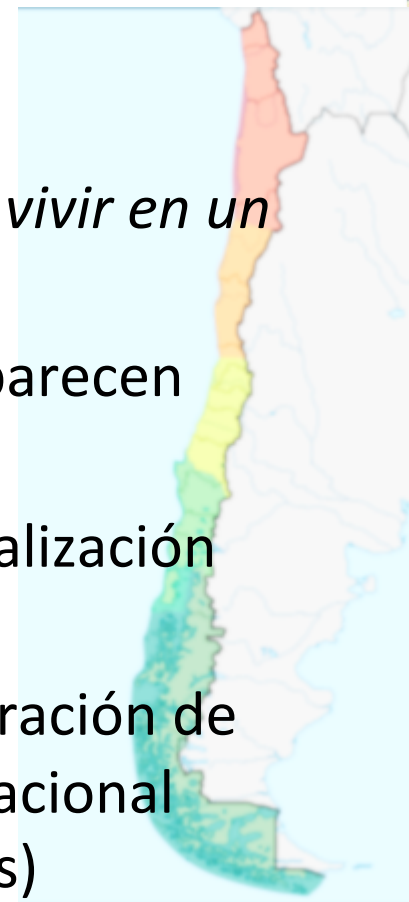 vivir en un
parecen
alización
ración de
acional
s)